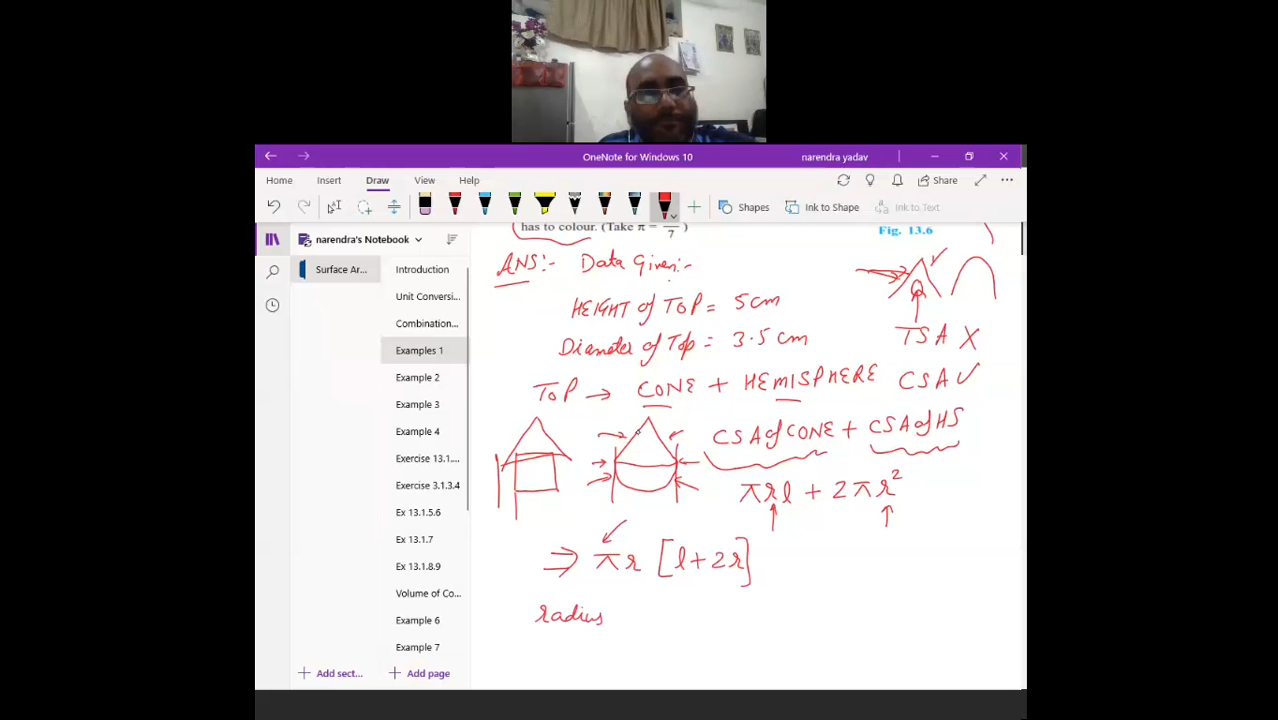 OneNote for Windows 10
narendra yadav
Home Insert Draw View Help
Share
Shapes Ink to Shape Ink to Text
narendra's Notebook
Surface Ar...
Introduction
Unit Conversi...
Combination...
Examples 1
Example 2
Example 3
Example 4
Exercise 13.1....
Exercise 3.1.3.4
Ex 13.1.5.6
Ex 13.1.7
Ex 13.1.8.9
Volume of Co...
Example 6
Example 7
Add sect...
Add page
has to colour. (Take π = /7 )
Fig. 13.6
ANS:- Data Given:-
HEIGHT of TOP = 5cm
Diameter of Top = 3.5 cm
TSA X
TOP → CONE + HEMISPHERE
CSA ✓
CSA of CONE + CSA of HS
πrl + 2πr²
⇒ πr [l+2r]
radius